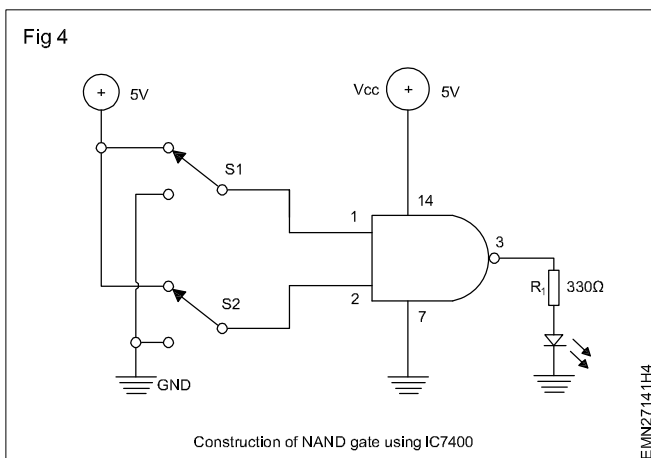 Fig 4
5V
Vcc
5V
S1
14
1
3
R1
330Ω
2
S2
7
GND
Construction of NAND gate using IC7400
EMN27141H4